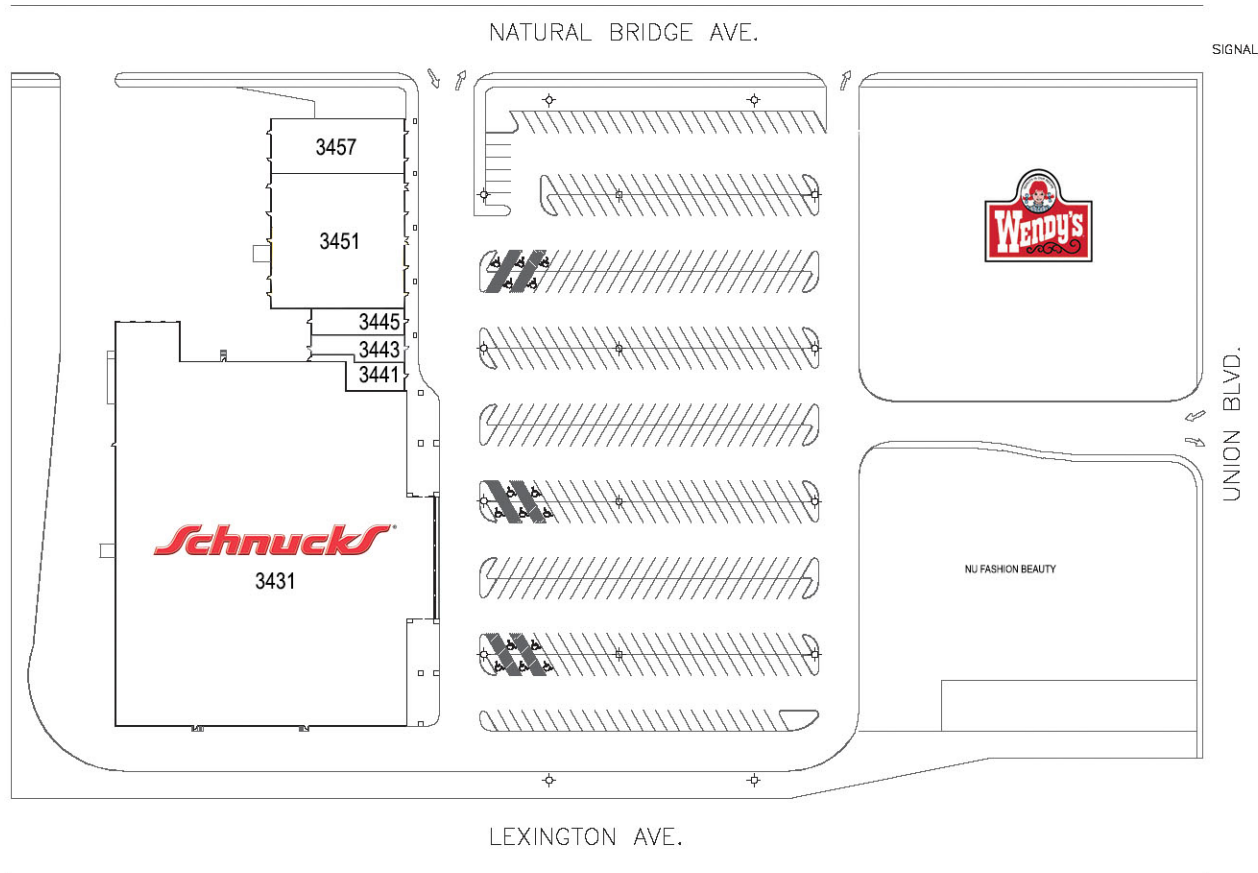 NATURAL BRIDGE AVE.
SIGNAL
3457
3451
WENDY'S
3445
3443
3441
UNION BLVD.
Schnucks®
3431
NU FASHION BEAUTY
LEXINGTON AVE.